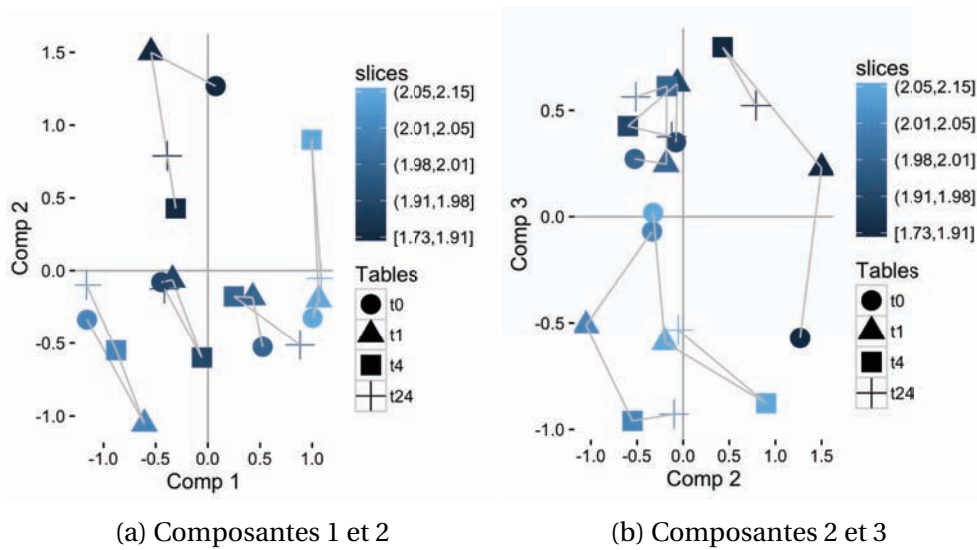 1.5
1.0
0.5
0.0
-0.5
-1.0
Comp 2
-1.0 -0.5 0.0 0.5 1.0
Comp 1
slices
(2.05,2.15]
(2.01,2.05]
(1.98,2.01]
(1.91,1.98]
[1.73,1.91]
Tables
t0
t1
t4
t24
(a) Composantes 1 et 2
0.5
0.0
-0.5
-1.0
Comp 3
-1.0 -0.5 0.0 0.5 1.0 1.5
Comp 2
slices
(2.05,2.15]
(2.01,2.05]
(1.98,2.01]
(1.91,1.98]
[1.73,1.91]
Tables
t0
t1
t4
t24
(b) Composantes 2 et 3